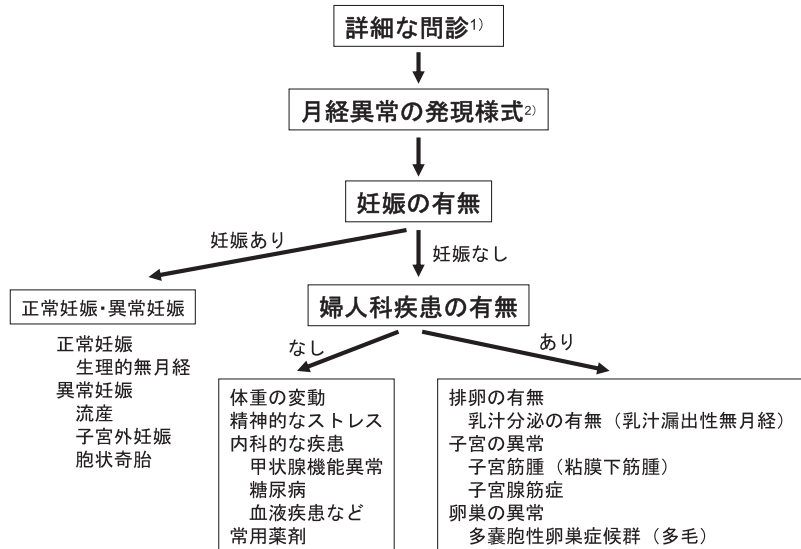 詳細な問診1)
月経異常の発現様式2)
妊娠の有無
妊娠あり
妊娠なし
正常妊娠・異常妊娠
正常妊娠
生理的無月経
異常妊娠
流産
子宮外妊娠
胞状奇胎
婦人科疾患の有無
なし
あり
体重の変動
精神的なストレス
内科的な疾患
甲状腺機能異常
糖尿病
血液疾患など
常用薬剤
排卵の有無
乳汁分泌の有無（乳汁漏出性無月経）
子宮の異常
子宮筋腫（粘膜下筋腫）
子宮腺筋症
卵巣の異常
多嚢胞性卵巣症候群（多毛）